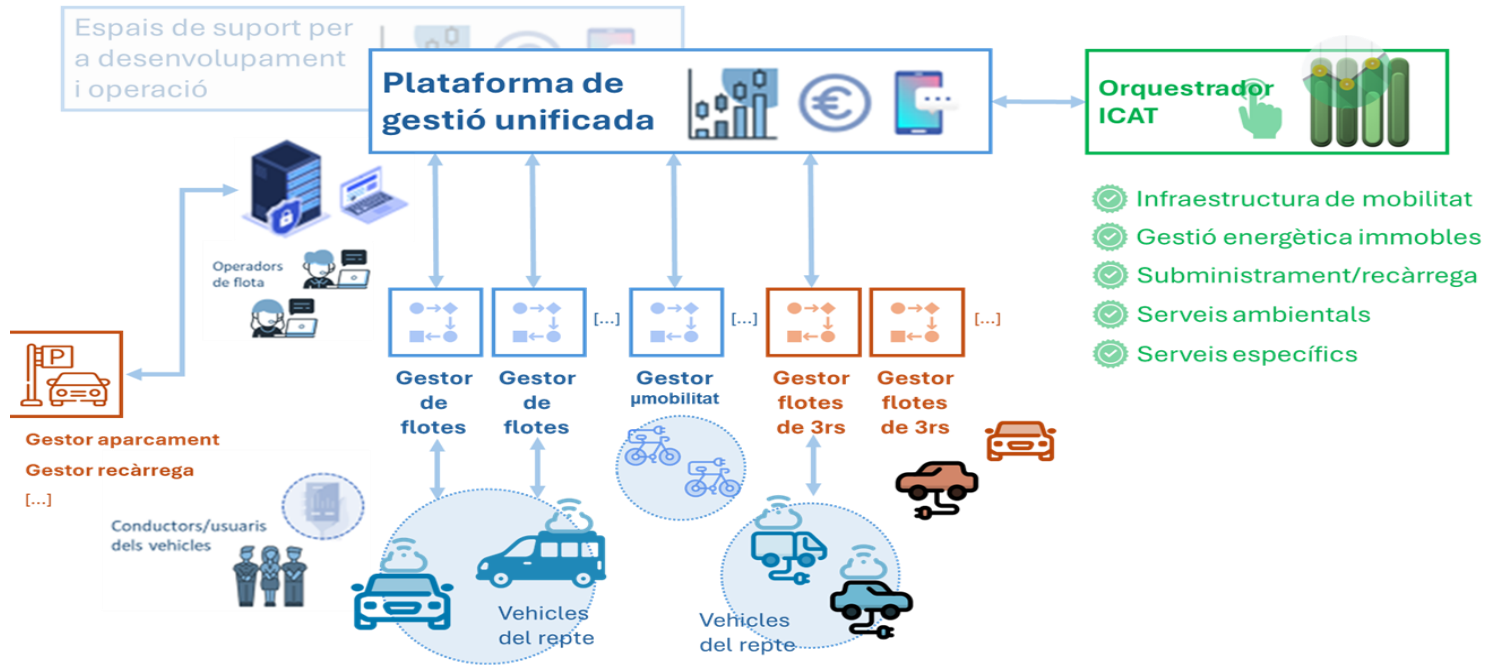 Espais de suport per
a desenvolupament
i operació
Plataforma de
gestió unificada
Orquestrador
ICAT
Infraestructura de mobilitat
Gestió energètica immobles
Subministrament/recàrrega
Serveis ambientals
Serveis específics
Operadors
de flota
[...]
[...]
[...]
P
Gestor
de
flotes
Gestor
de
flotes
Gestor
µmobilitat
Gestor
flotes
de 3rs
Gestor
flotes
de 3rs
Gestor aparcament
Gestor recàrrega
[...]
Conductors/usuaris
dels vehicles
Vehicles
del repte
Vehicles
del repte